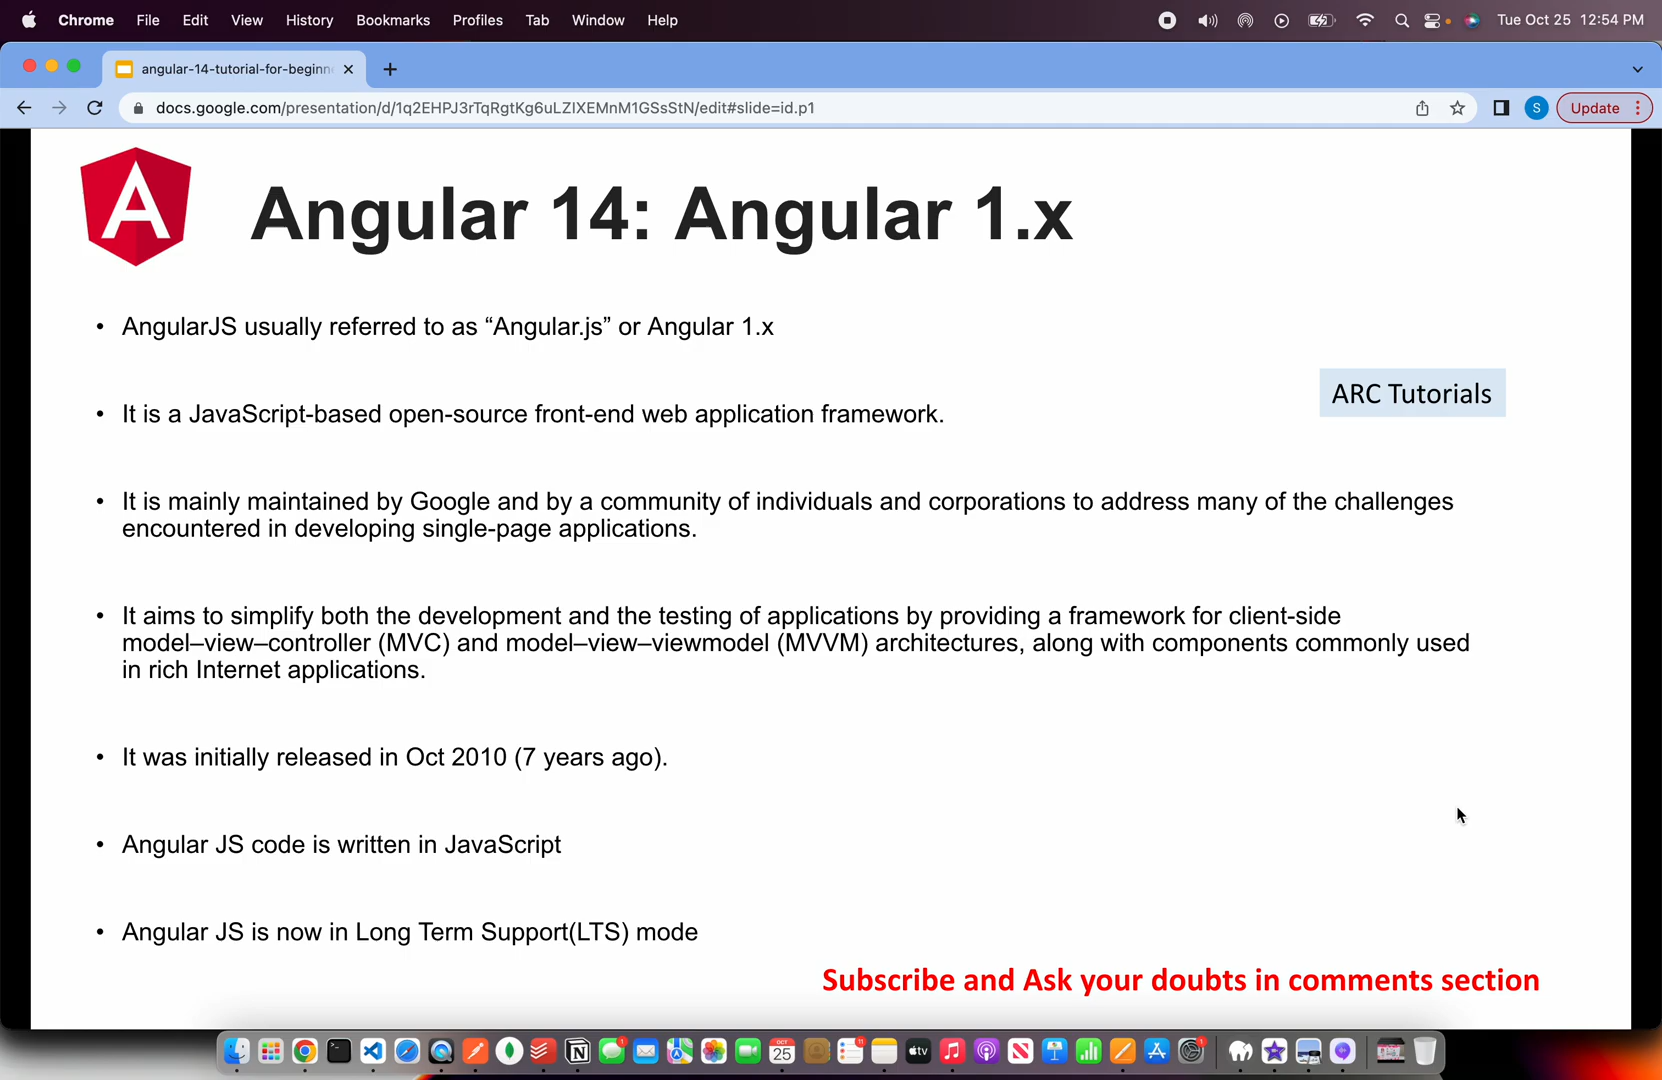 Chrome File Edit View History Bookmarks Profiles Tab Window Help Tue Oct 25 12:54 PM
angular-14-tutorial-for-beginn
docs.google.com/presentation/d/1q2EHPJ3rTqRgtKg6uLZIXEMnM1GSsStN/edit#slide=id.p1 S Update
A
Angular 14: Angular 1.x
• AngularJS usually referred to as “Angular.js” or Angular 1.x
ARC Tutorials
• It is a JavaScript-based open-source front-end web application framework.
• It is mainly maintained by Google and by a community of individuals and corporations to address many of the challenges
encountered in developing single-page applications.
• It aims to simplify both the development and the testing of applications by providing a framework for client-side
model–view–controller (MVC) and model–view–viewmodel (MVVM) architectures, along with components commonly used
in rich Internet applications.
• It was initially released in Oct 2010 (7 years ago).
• Angular JS code is written in JavaScript
• Angular JS is now in Long Term Support(LTS) mode
Subscribe and Ask your doubts in comments section
OCT
25
tv